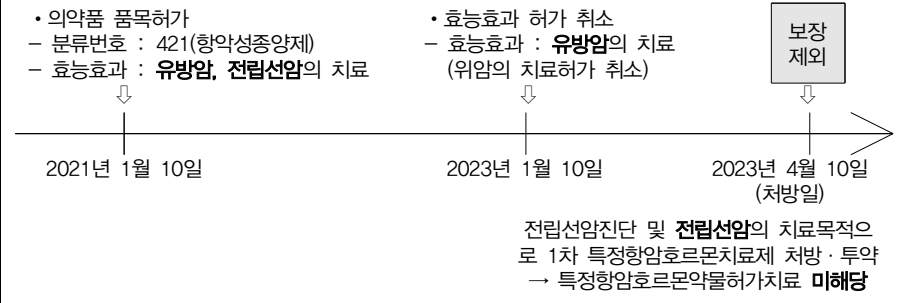 • 의약품 품목허가
– 분류번호 : 421(항악성종양제)
– 효능효과 : 유방암, 전립선암의 치료
• 효능효과 허가 취소
– 효능효과 : 유방암의 치료
(위암의 치료허가 취소)
보장
제외
2021년 1월 10일
2023년 1월 10일
2023년 4월 10일
(처방일)
전립선암진단 및 전립선암의 치료목적으
로 1차 특정항암호르몬치료제 처방·투약
→ 특정항암호르몬약물허가치료 미해당